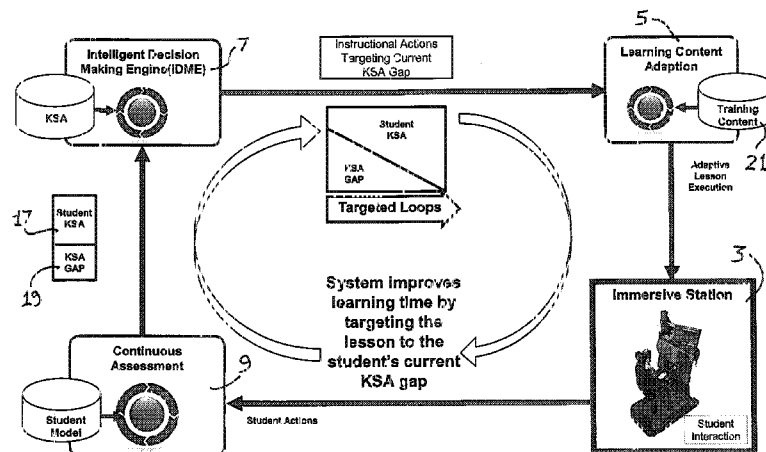 Intelligent Decision
Making Engine{IDME)
KSA
7
Instructional Actions
Targeting Current
KSA Gap
5
Learning Content
Adaption
Training
Content
21
Student
KSA
KSA
GAP
Targeted Loops
Adaptive
Lesson
Execution
17
Student
KSA
KSA
GAP
19
System improves
learning time by
targeting the
lesson to the
student's current
KSA gap
3
Immersive Station
Student
Interaction
Continuous
Assessment
9
Student
Model
Student Actions